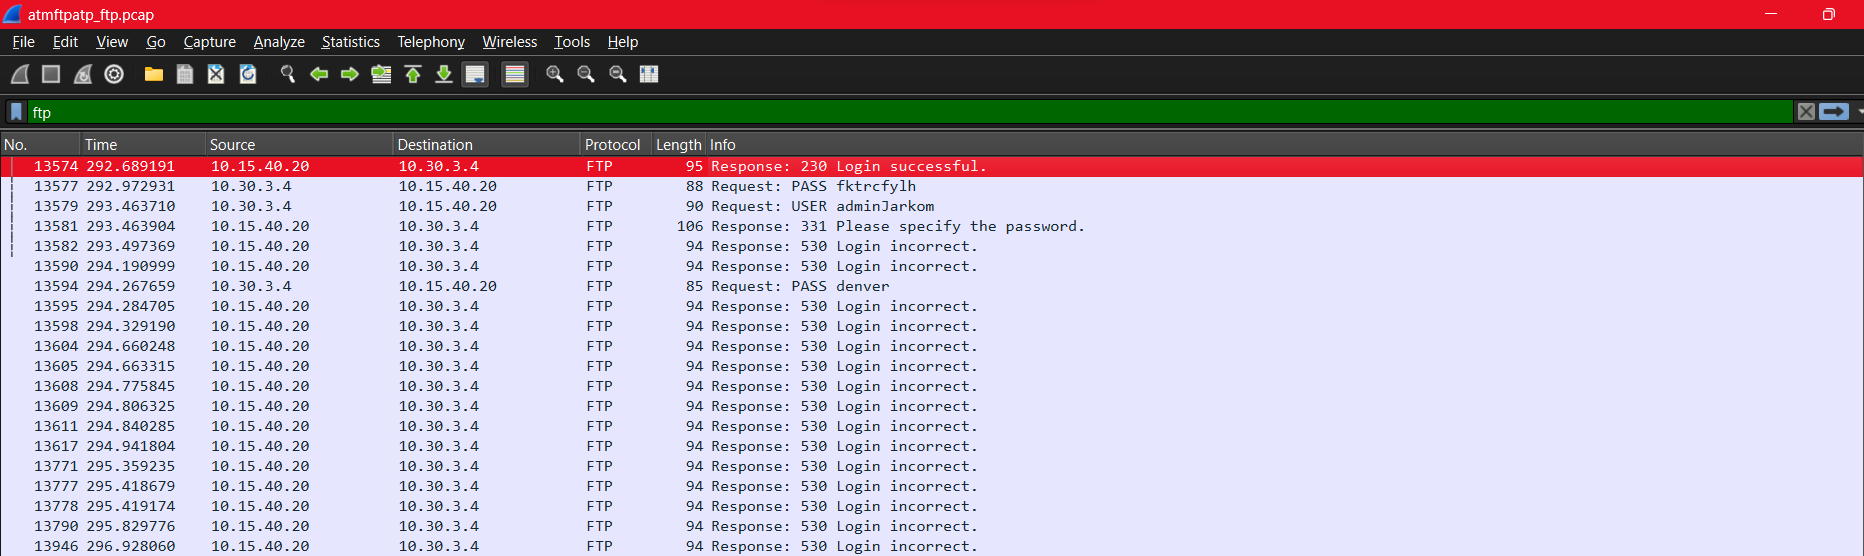 atmftpatp_ftp.pcap
File Edit View Go Capture Analyze Statistics Telephony Wireless Tools Help
ftp
No. Time Source Destination Protocol Length Info
13574 292.689191 10.15.40.20 10.30.3.4 FTP 95 Response: 230 Login successful.
13577 292.972931 10.30.3.4 10.15.40.20 FTP 88 Request: PASS fktrcfylh
13579 293.463710 10.30.3.4 10.15.40.20 FTP 90 Request: USER adminJarkom
13581 293.463904 10.15.40.20 10.30.3.4 FTP 106 Response: 331 Please specify the password.
13582 293.497369 10.15.40.20 10.30.3.4 FTP 94 Response: 530 Login incorrect.
13590 294.190999 10.15.40.20 10.30.3.4 FTP 94 Response: 530 Login incorrect.
13594 294.267659 10.30.3.4 10.15.40.20 FTP 85 Request: PASS denver
13595 294.284705 10.15.40.20 10.30.3.4 FTP 94 Response: 530 Login incorrect.
13598 294.329190 10.15.40.20 10.30.3.4 FTP 94 Response: 530 Login incorrect.
13604 294.660248 10.15.40.20 10.30.3.4 FTP 94 Response: 530 Login incorrect.
13605 294.663315 10.15.40.20 10.30.3.4 FTP 94 Response: 530 Login incorrect.
13608 294.775845 10.15.40.20 10.30.3.4 FTP 94 Response: 530 Login incorrect.
13609 294.806325 10.15.40.20 10.30.3.4 FTP 94 Response: 530 Login incorrect.
13611 294.840285 10.15.40.20 10.30.3.4 FTP 94 Response: 530 Login incorrect.
13617 294.941804 10.15.40.20 10.30.3.4 FTP 94 Response: 530 Login incorrect.
13771 295.359235 10.15.40.20 10.30.3.4 FTP 94 Response: 530 Login incorrect.
13777 295.418679 10.15.40.20 10.30.3.4 FTP 94 Response: 530 Login incorrect.
13778 295.419174 10.15.40.20 10.30.3.4 FTP 94 Response: 530 Login incorrect.
13790 295.829776 10.15.40.20 10.30.3.4 FTP 94 Response: 530 Login incorrect.
13946 296.928060 10.15.40.20 10.30.3.4 FTP 94 Response: 530 Login incorrect.